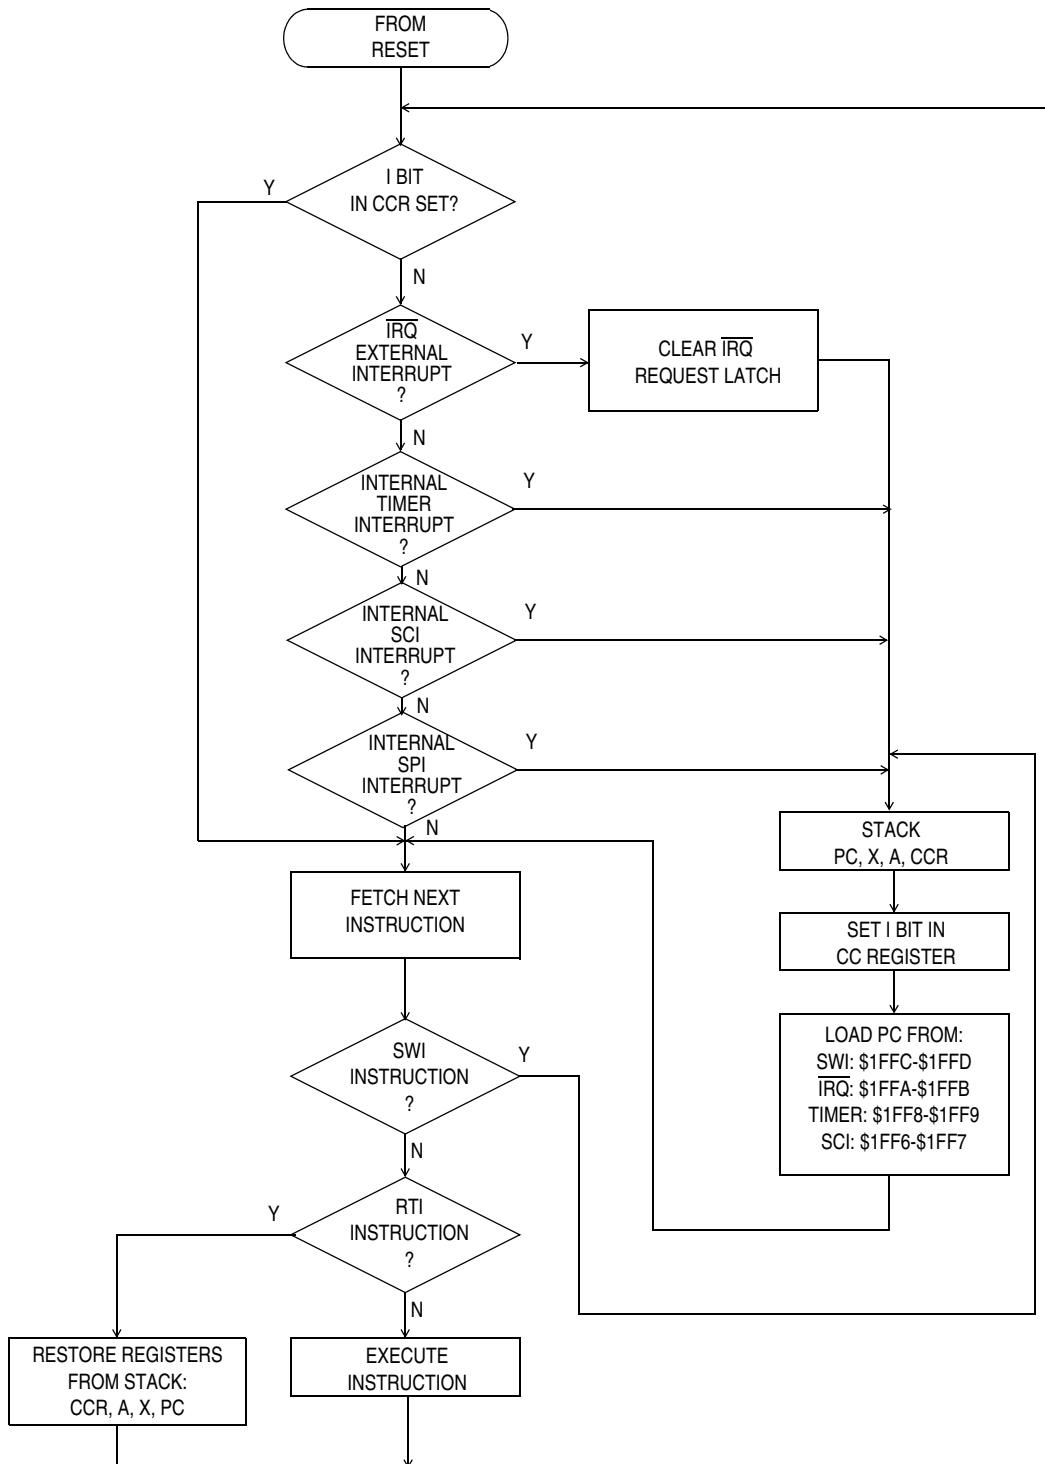 FROM
RESET
Y
I BIT
IN CCR SET?
N
IRQ
EXTERNAL
INTERRUPT
?
Y
CLEAR IRQ
REQUEST LATCH
N
INTERNAL
TIMER
INTERRUPT
?
Y
N
INTERNAL
SCI
INTERRUPT
?
Y
N
INTERNAL
SPI
INTERRUPT
?
Y
N
STACK
PC, X, A, CCR
FETCH NEXT
INSTRUCTION
SET I BIT IN
CC REGISTER
LOAD PC FROM:
SWI: $1FFC-$1FFD
IRQ: $1FFA-$1FFB
TIMER: $1FF8-$1FF9
SCI: $1FF6-$1FF7
SWI
INSTRUCTION
?
Y
N
Y
RTI
INSTRUCTION
?
N
RESTORE REGISTERS
FROM STACK:
CCR, A, X, PC
EXECUTE
INSTRUCTION